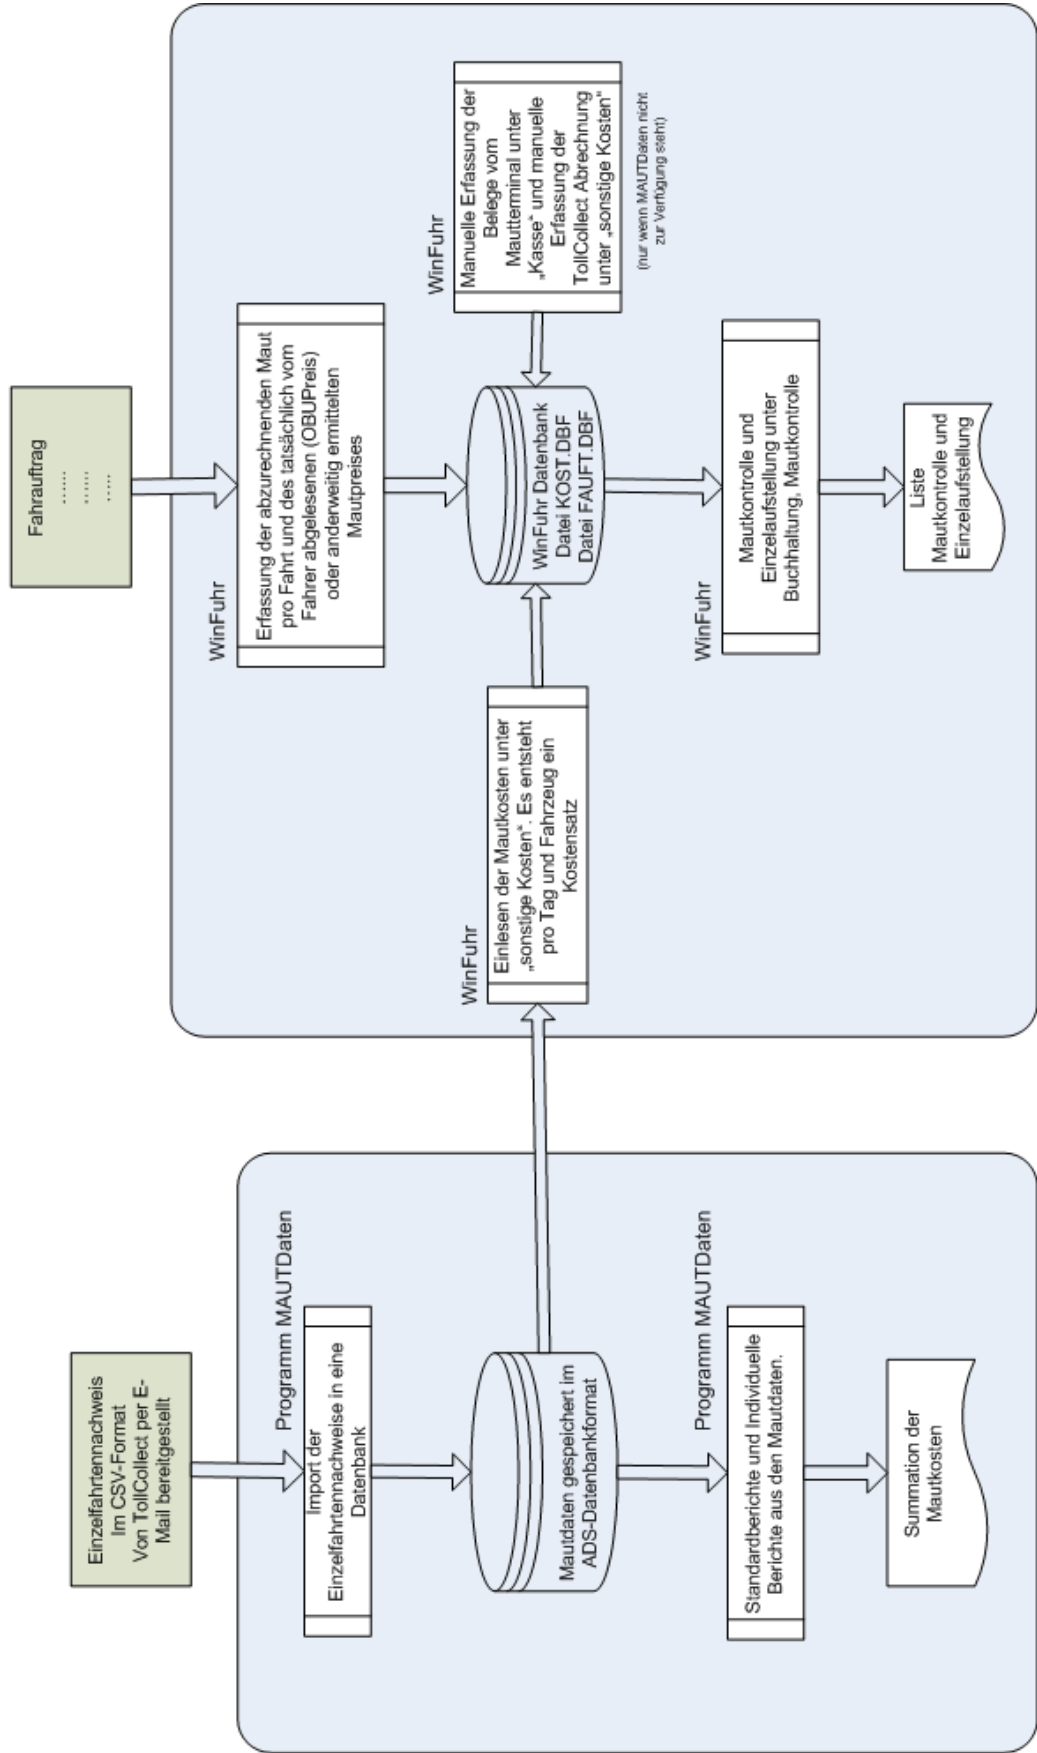 Einzelfahrtennachweis
Im CSV-Format
Von TollCollect per E-
Mail bereitgestellt
Programm MAUTDaten
Import der
Einzelfahrtennachweise in eine
Datenbank
Mautdaten gespeichert im
ADS-Datenbankformat
Programm MAUTDaten
Standardberichte und Individuelle
Berichte aus den Mautdaten.
Summation der
Mautkosten
Fahrauftrag
......
......
.....
WinFuhr
Erfassung der abzurechnenden Maut
pro Fahrt und des tatsächlich vom
Fahrer abgelesenen (OBUPreis)
oder anderweitig ermittelten
Mautpreises
WinFuhr
Einlesen der Mautkosten unter
„sonstige Kosten“. Es entsteht
pro Tag und Fahrzeug ein
Kostensatz
WinFuhr Datenbank
Datei KOST.DBF
Datei FAUFT.DBF
WinFuhr
Manuelle Erfassung der
Belege vom
Mautterminal unter
„Kasse“ und manuelle
Erfassung der
TollCollect Abrechnung
unter „sonstige Kosten“
(nur wenn MAUTDaten nicht
zur Verfügung steht)
WinFuhr
Mautkontrolle und
Einzelaufstellung unter
Buchhaltung, Mautkontrolle
Liste
Mautkontrolle und
Einzelaufstellung